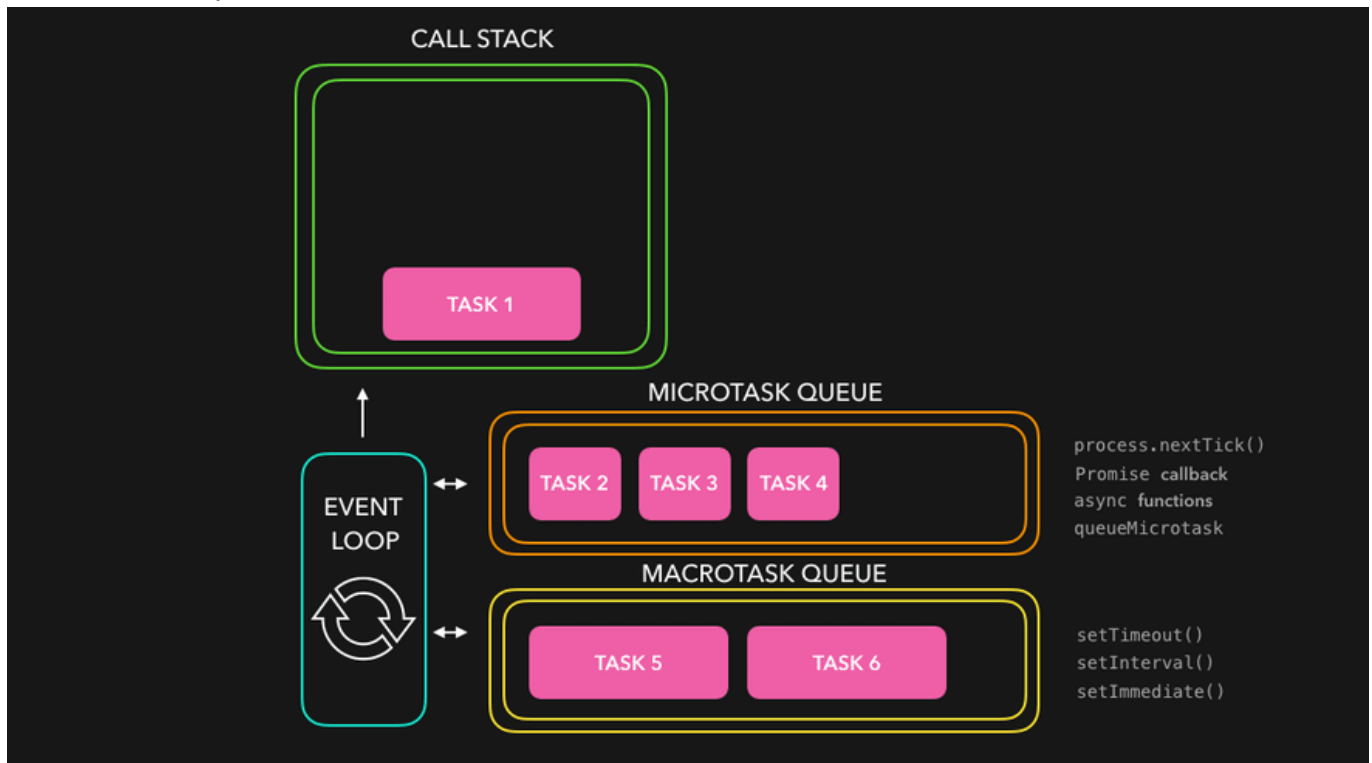 CALL STACK
TASK 1
MICROTASK QUEUE
TASK 2 TASK 3 TASK 4
process.nextTick()
Promise callback
async functions
queueMicrotask
EVENT
LOOP
MACROTASK QUEUE
TASK 5 TASK 6
setTimeout()
setInterval()
setImmediate()